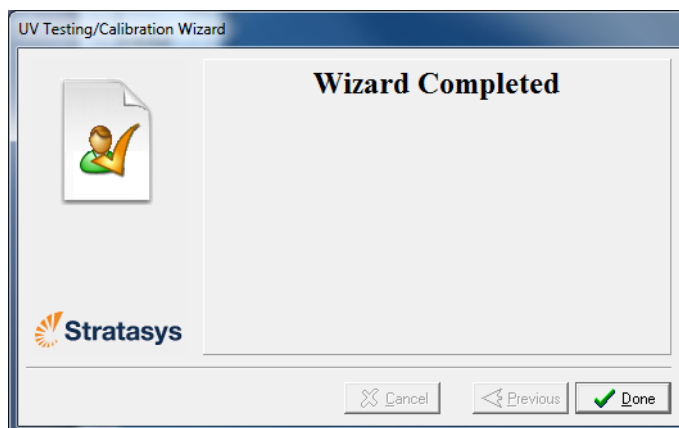 UV Testing/Calibration Wizard
Wizard Completed
Stratasys
Cancel
Previous
Done